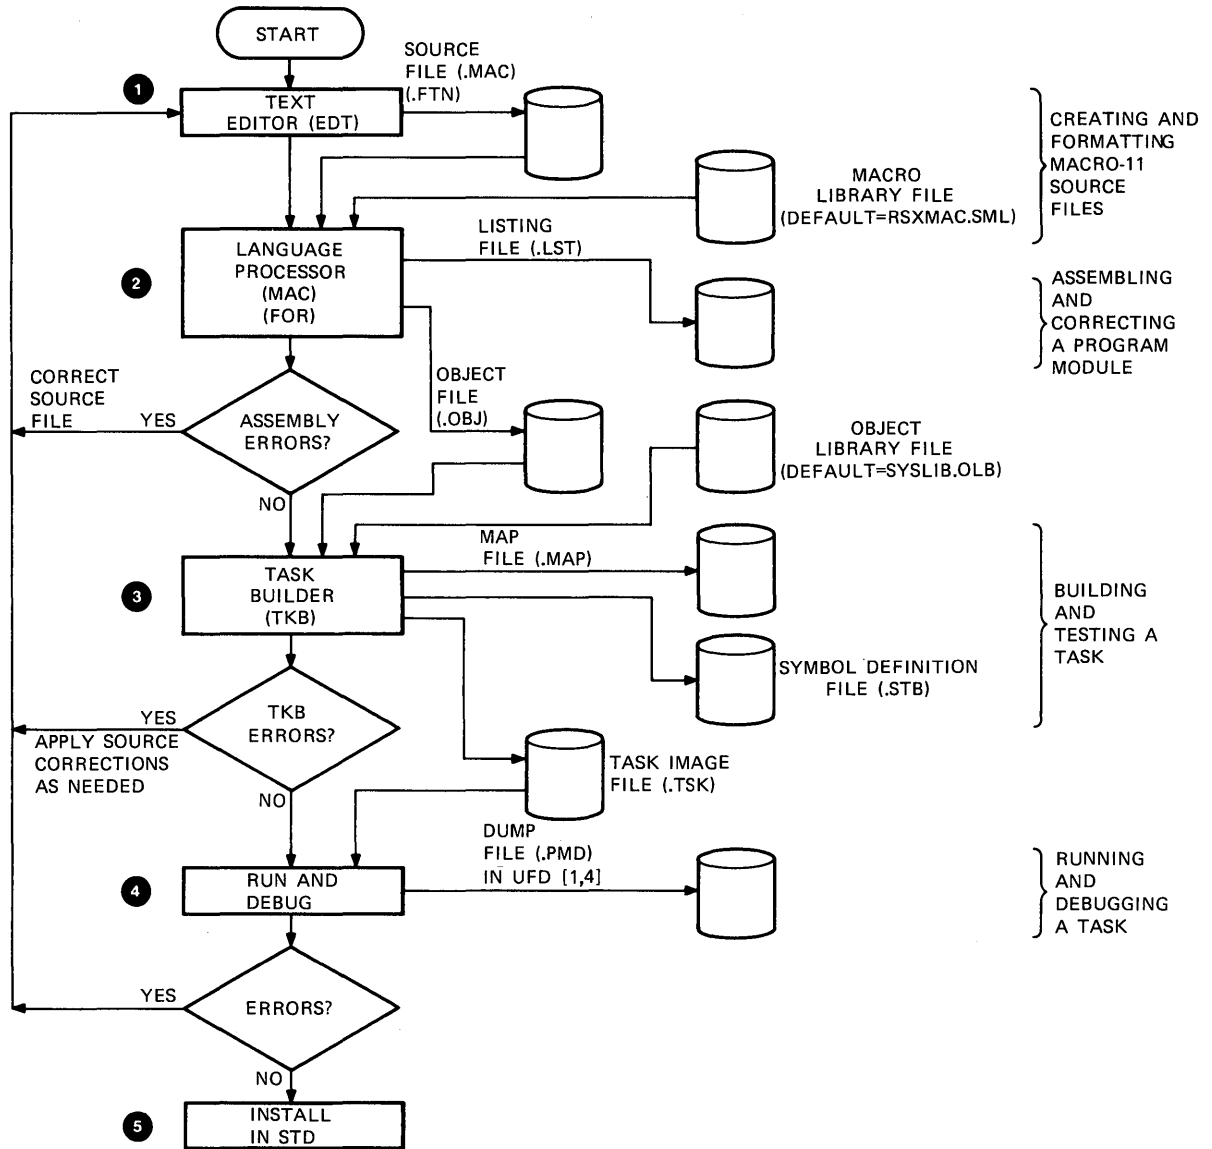 START
SOURCE
FILE (.MAC)
(.FTN)
1
TEXT
EDITOR (EDT)
CREATING AND
FORMATTING
MACRO-11
SOURCE
FILES
MACRO
LIBRARY FILE
(DEFAULT=RSXMAC.SML)
LISTING
FILE (.LST)
2
LANGUAGE
PROCESSOR
(MAC)
(FOR)
ASSEMBLING
AND
CORRECTING
A PROGRAM
MODULE
CORRECT
SOURCE
FILE
YES
ASSEMBLY
ERRORS?
OBJECT
FILE
(.OBJ)
OBJECT
LIBRARY FILE
(DEFAULT=SYSLIB.OLB)
NO
MAP
FILE (.MAP)
3
TASK
BUILDER
(TKB)
BUILDING
AND
TESTING A
TASK
SYMBOL DEFINITION
FILE (.STB)
YES
APPLY SOURCE
CORRECTIONS
AS NEEDED
TKB
ERRORS?
TASK IMAGE
FILE (.TSK)
NO
DUMP
FILE (.PMD)
IN UFD [1,4]
4
RUN AND
DEBUG
RUNNING
AND
DEBUGGING
A TASK
YES
ERRORS?
NO
5
INSTALL
IN STD